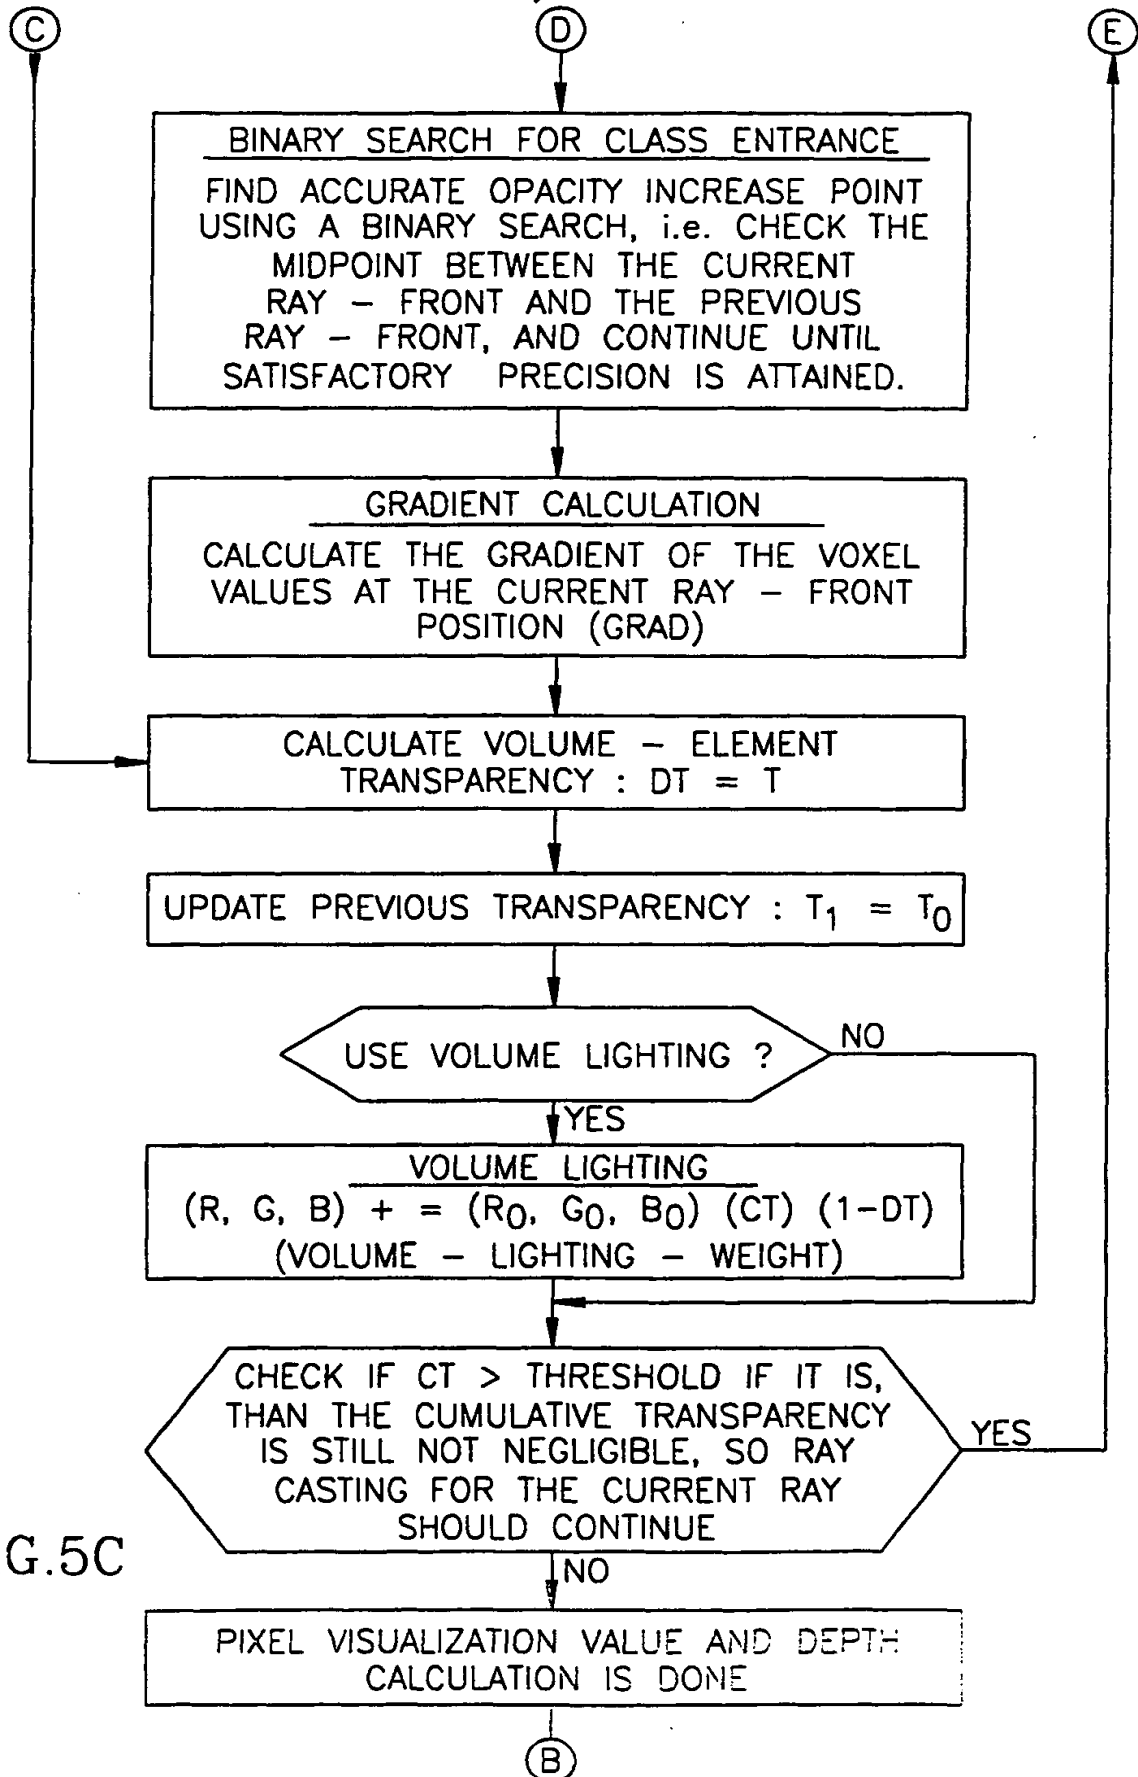 C
D
E
BINARY SEARCH FOR CLASS ENTRANCE
FIND ACCURATE OPACITY INCREASE POINT
USING A BINARY SEARCH, i.e. CHECK THE
MIDPOINT BETWEEN THE CURRENT
RAY – FRONT AND THE PREVIOUS
RAY – FRONT, AND CONTINUE UNTIL
SATISFACTORY PRECISION IS ATTAINED.
GRADIENT CALCULATION
CALCULATE THE GRADIENT OF THE VOXEL
VALUES AT THE CURRENT RAY – FRONT
POSITION (GRAD)
CALCULATE VOLUME – ELEMENT
TRANSPARENCY : DT = T
UPDATE PREVIOUS TRANSPARENCY : T₁ = T₀
USE VOLUME LIGHTING ?
NO
YES
VOLUME LIGHTING
(R, G, B) + = (R₀, G₀, B₀) (CT) (1-DT)
(VOLUME – LIGHTING – WEIGHT)
CHECK IF CT > THRESHOLD IF IT IS,
THAN THE CUMULATIVE TRANSPARENCY
IS STILL NOT NEGLIGIBLE, SO RAY
CASTING FOR THE CURRENT RAY
SHOULD CONTINUE
YES
G.5C
NO
PIXEL VISUALIZATION VALUE AND DEPTH
CALCULATION IS DONE
B